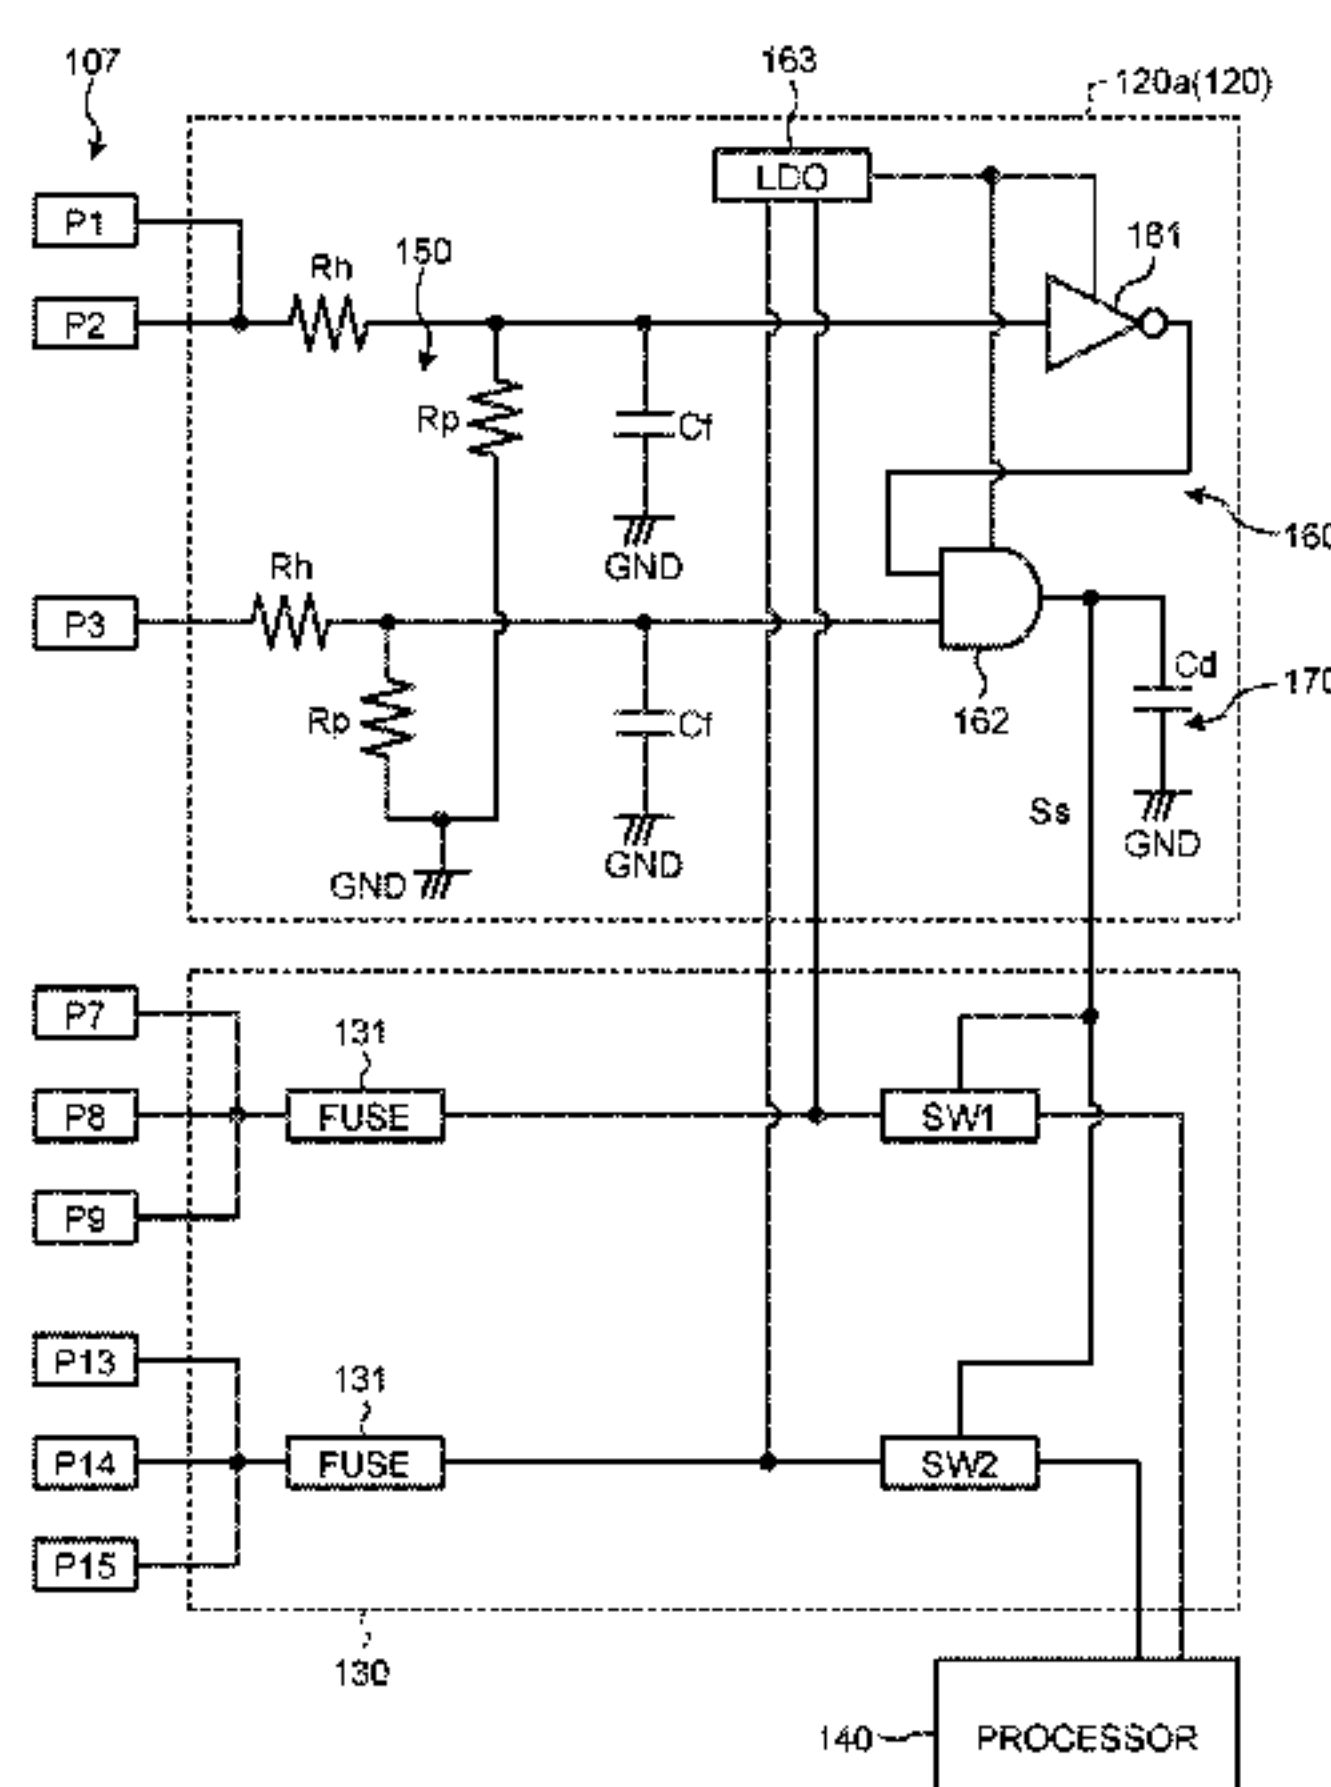 107
163
120a(120)
LDO
P1
161
150
Rh
P2
Rp
Cf
GND
160
Rh
P3
Cd
170
Rp
Cf
162
Ss
GND
GND
GND
P7
131
P8
FUSE
SW1
P9
P13
131
P14
FUSE
SW2
P15
130
140
PROCESSOR